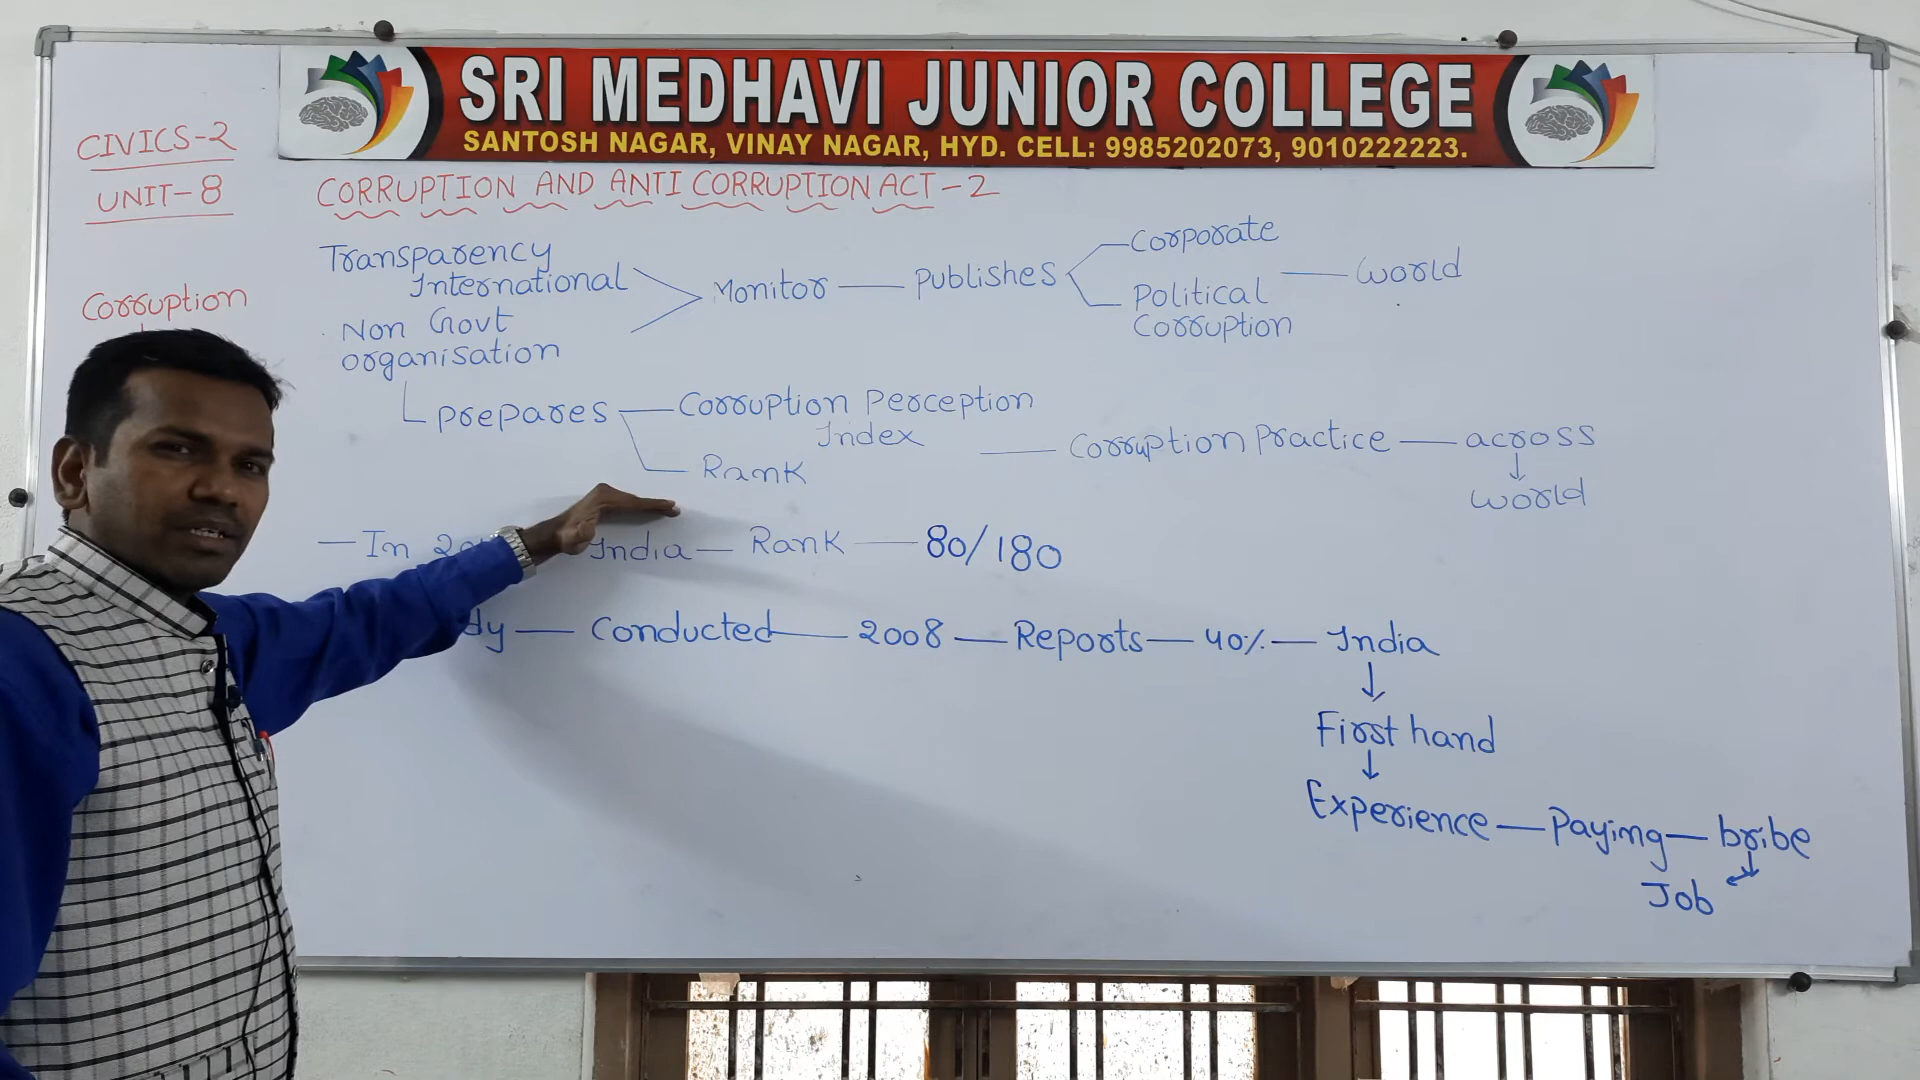 SRI MEDHAVI JUNIOR COLLEGE
SANTOSH NAGAR, VINAY NAGAR, HYD. CELL: 9985202073, 9010222223.
CIVICS-2
UNIT-8
Corruption
CORRUPTION AND ANTI CORRUPTION ACT-2
Transparency
International
Non Govt
organisation
Monitor — Publishes
Corporate
Political
Corruption
— World
Prepares — Corruption Perception
Index
Rank
— Corruption Practice — across
World
— In India — Rank — 80/180
— Conducted — 2008 — Reports — 40% — India
First hand
Experience — Paying — bribe
Job